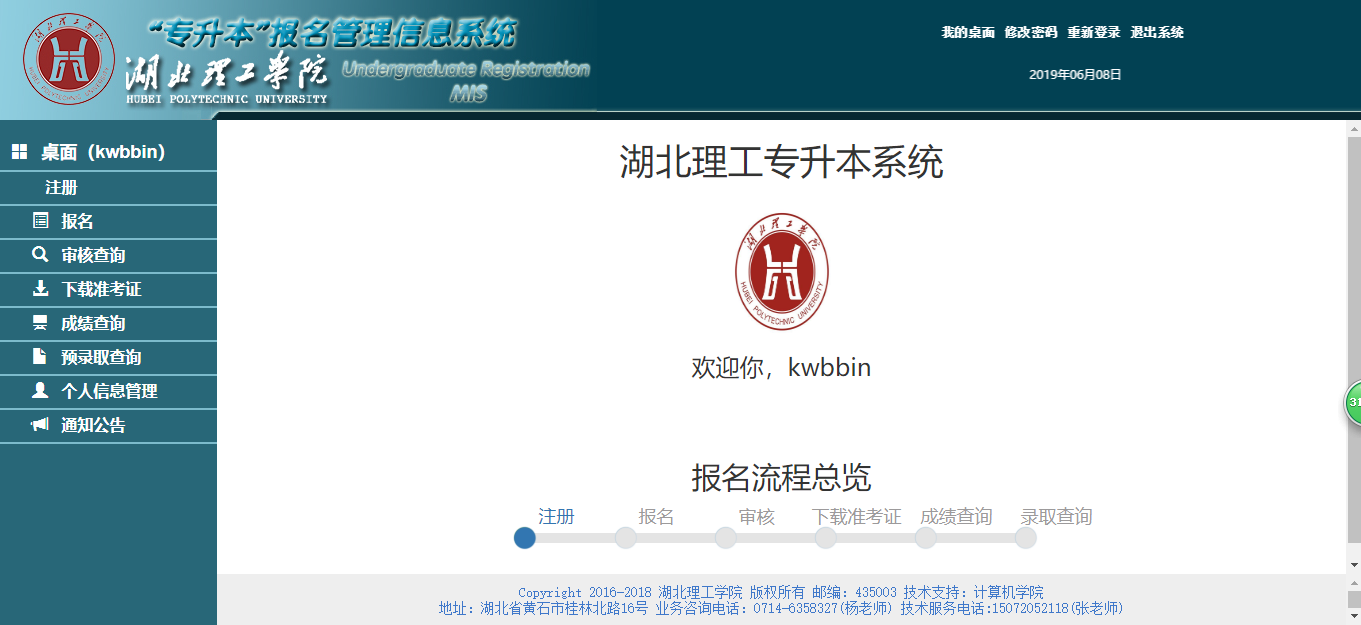 “专升本”报名管理信息系统
湖北理工学院
HUBEI POLYTECHNIC UNIVERSITY
Undergraduate Registration
MIS
我的桌面 修改密码 重新登录 退出系统
2019年06月08日
桌面（kwbbin）
注册
报名
审核查询
下载准考证
成绩查询
预录取查询
个人信息管理
通知公告
湖北理工专升本系统
湖北理工学院
HUBEI POLYTECHNIC UNIVERSITY
欢迎你，kwbbin
报名流程总览
注册 报名 审核 下载准考证 成绩查询 录取查询
31
Copyright 2016-2018 湖北理工学院 版权所有 邮编：435003 技术支持：计算机学院
地址：湖北省黄石市桂林北路16号 业务咨询电话：0714-6358327(杨老师) 技术服务电话:15072052118(张老师)